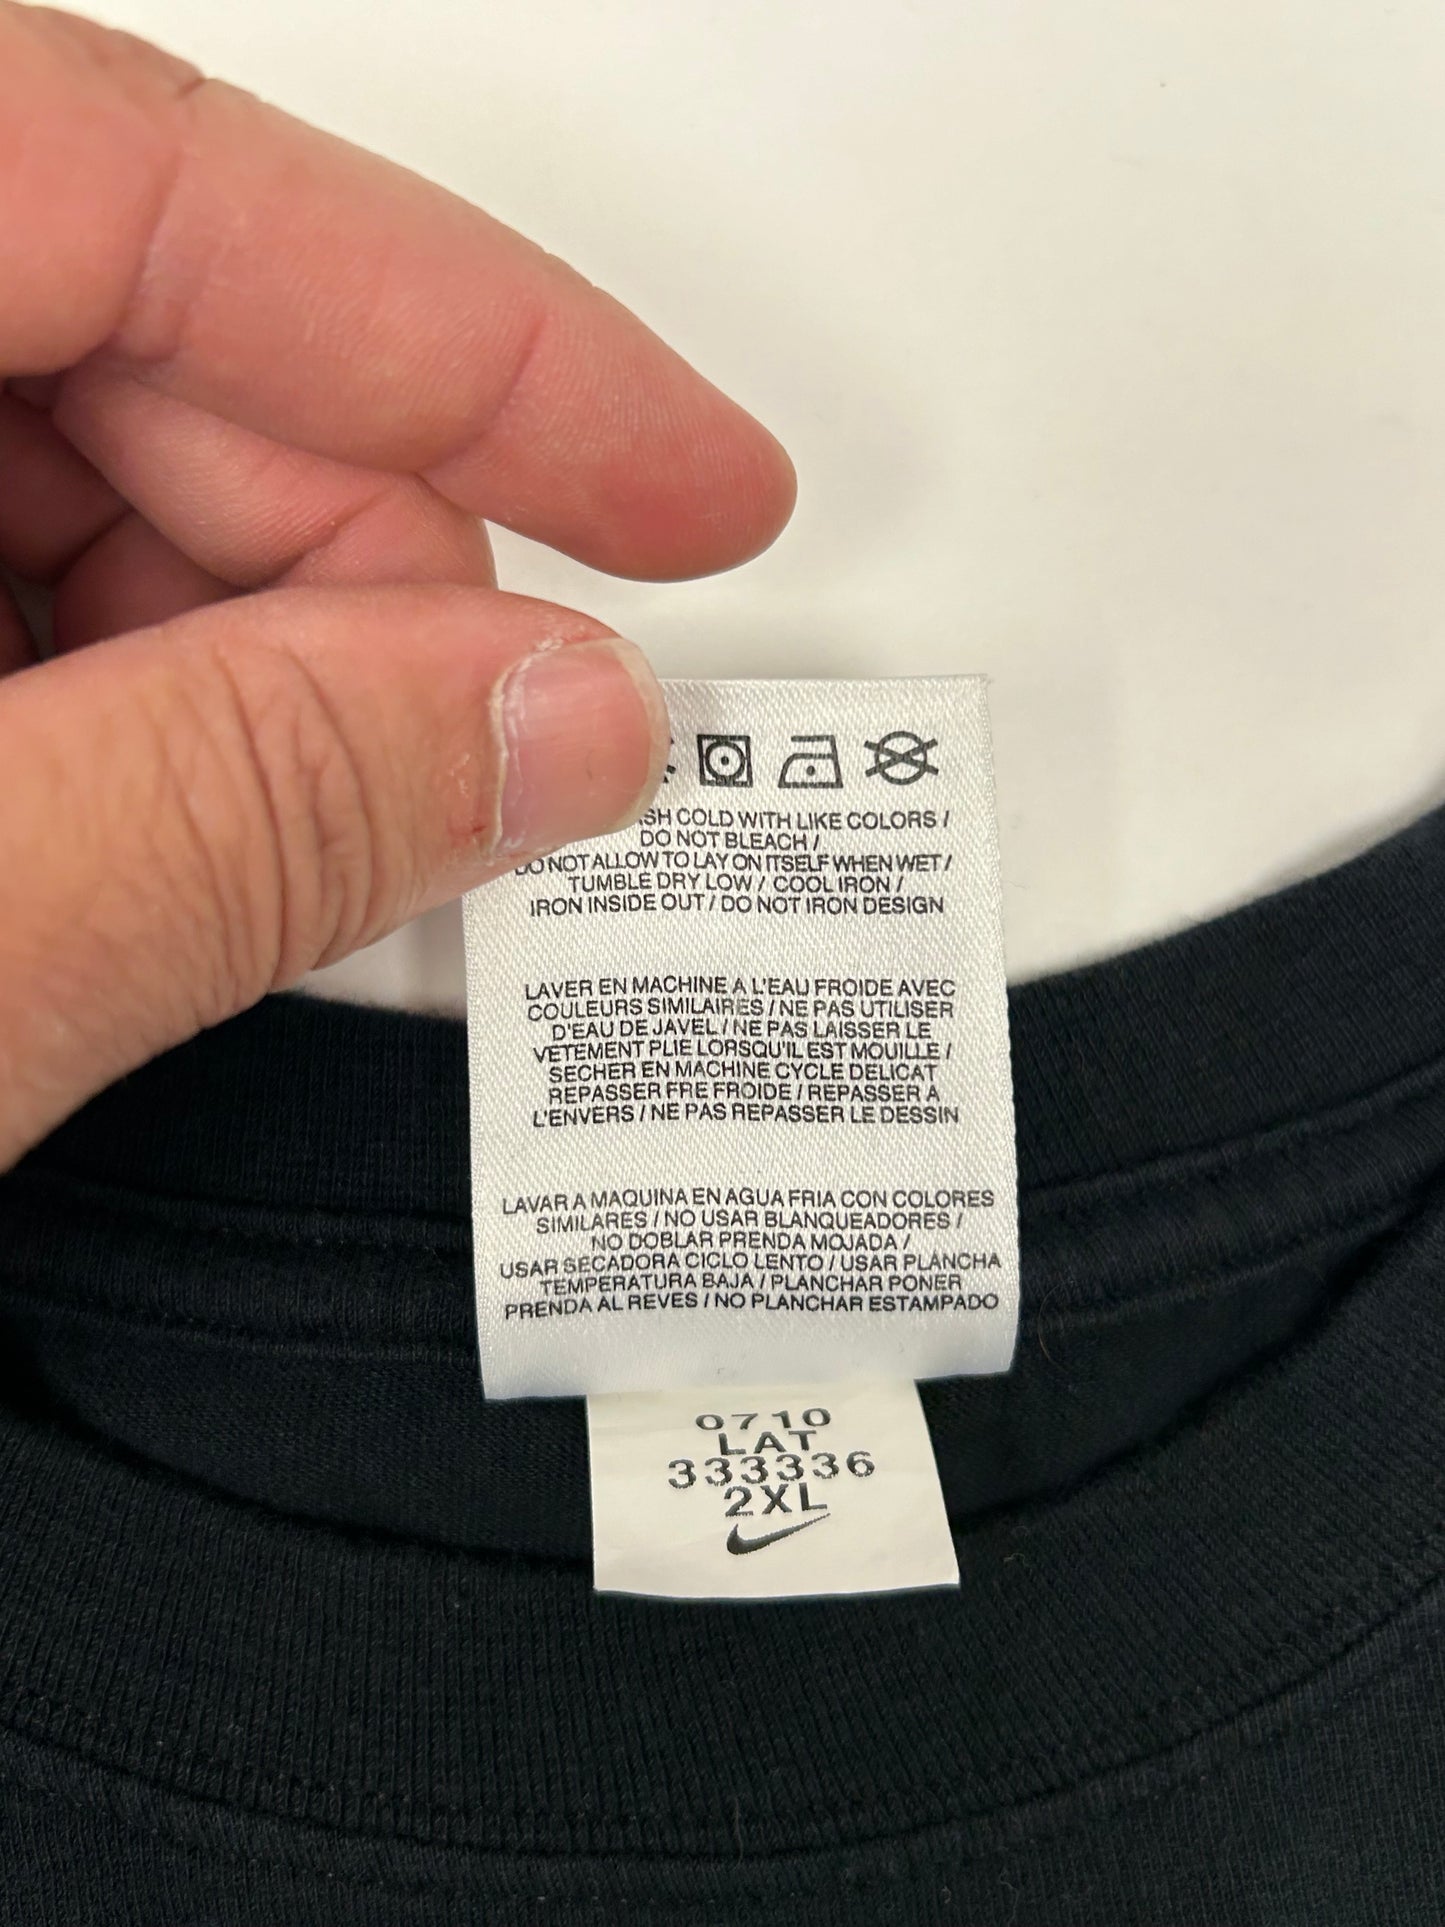 COLD WITH LIKE COLORS /
DO NOT BLEACH /
DO NOT ALLOW TO LAY ON ITSELF WHEN WET /
TUMBLE DRY LOW / COOL IRON /
IRON INSIDE OUT / DO NOT IRON DESIGN
LAVER EN MACHINE A L'EAU FROIDE AVEC
COULEURS SIMILAIRES / NE PAS UTILISER
D'EAU DE JAVEL / NE PAS LAISSER LE
VETEMENT PLIE LORSQU'IL EST MOUILLE /
SECHER EN MACHINE CYCLE DELICAT
REPASSER FRE FROIDE / REPASSER A
L'ENVERS / NE PAS REPASSER LE DESSIN
LAVAR A MAQUINA EN AGUA FRIA CON COLORES
SIMILARES / NO USAR BLANQUEADORES /
NO DOBLAR PRENDA MOJADA /
USAR SECADORA CICLO LENTO / USAR PLANCHA
TEMPERATURA BAJA / PLANCHAR PONER
PRENDA AL REVES / NO PLANCHAR ESTAMPADO
0710
LAT
333336
2XL